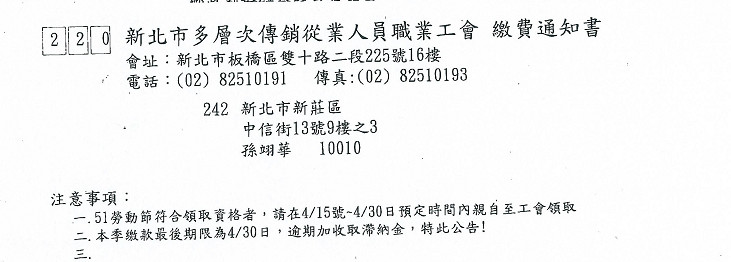 220 新北市多層次傳銷從業人員職業工會 繳費通知書
會址：新北市板橋區雙十路二段225號16樓
電話：(02) 82510191 傳真:(02) 82510193
242 新北市新莊區
中信街13號9樓之3
孫翊華 10010
注意事項：
一.51勞動節符合領取資格者，請在4/15號~4/30日預定時間內親自至工會領取
二.本季繳款最後期限為4/30日，逾期加收取滯納金，特此公告!
三.